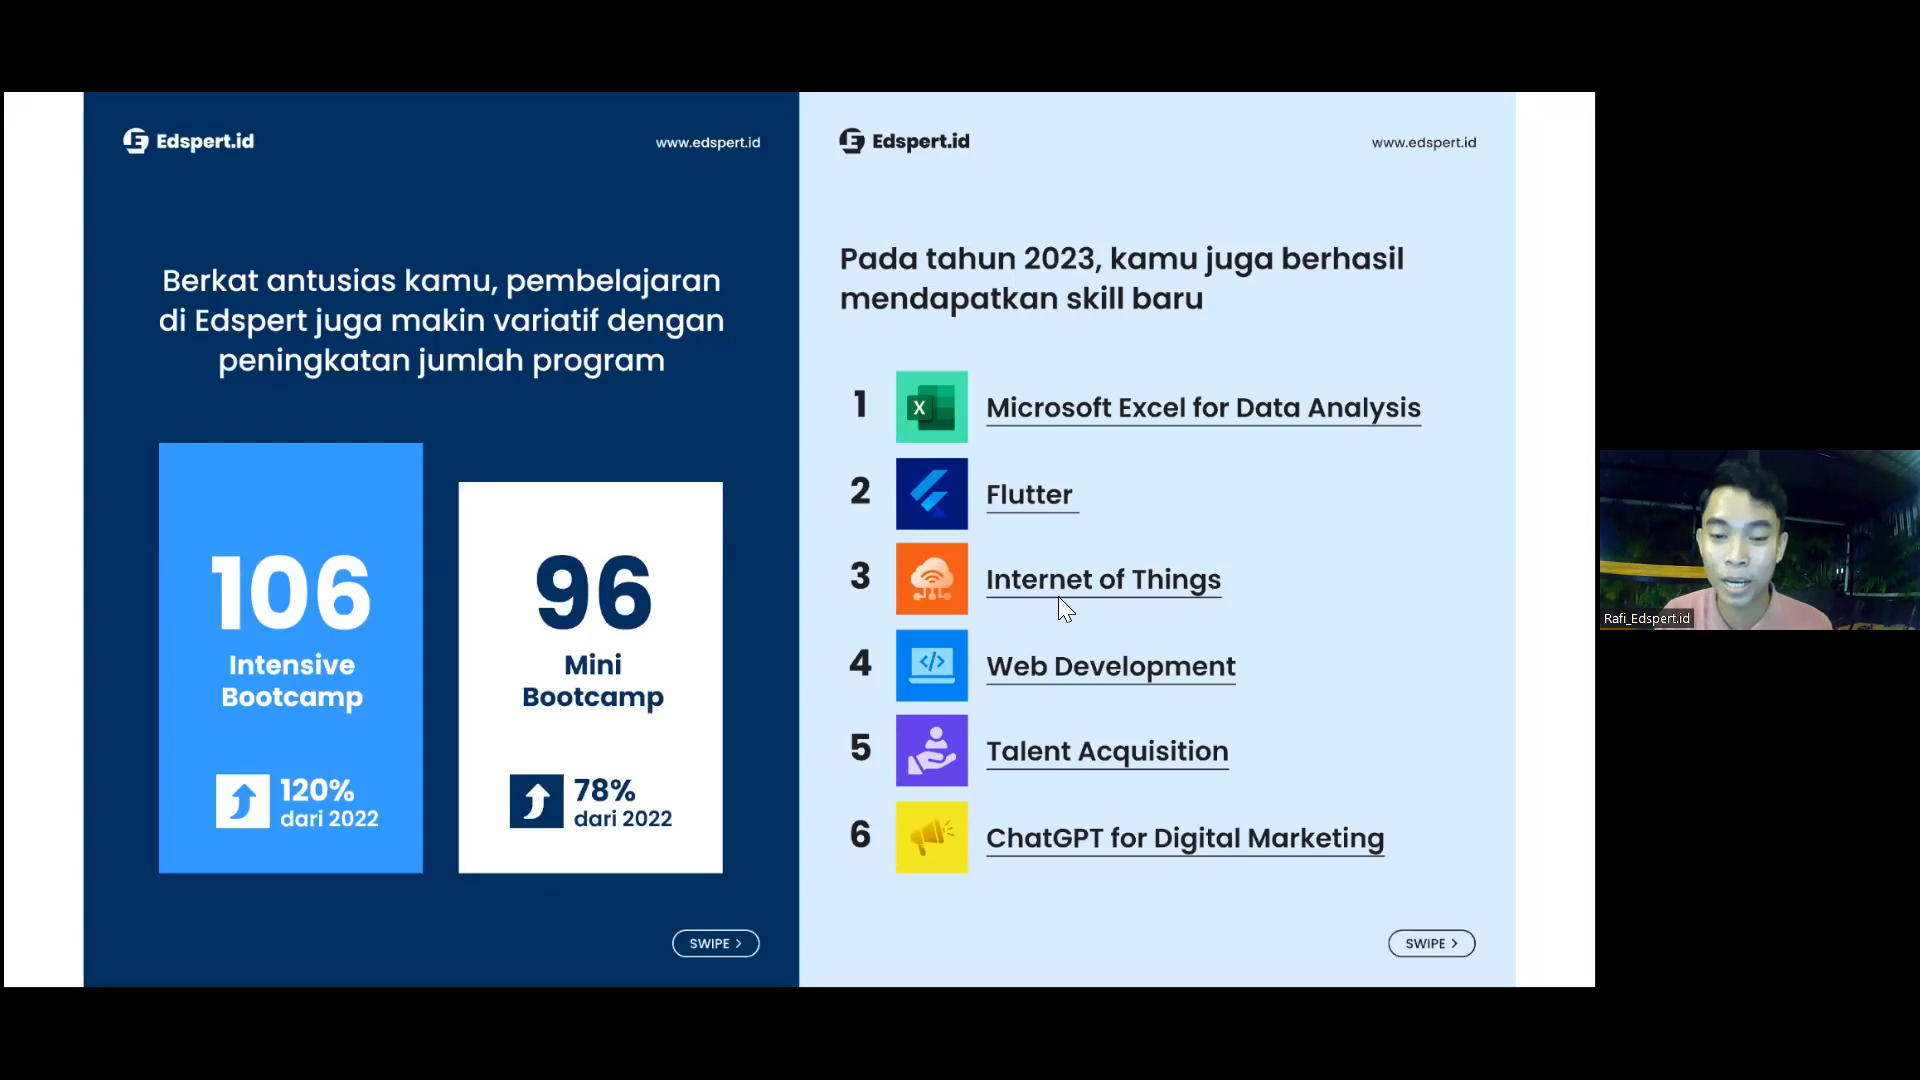 Edspert.id
www.edspert.id
Berkat antusias kamu, pembelajaran
di Edspert juga makin variatif dengan
peningkatan jumlah program
106
Intensive
Bootcamp
120%
dari 2022
96
Mini
Bootcamp
78%
dari 2022
SWIPE >
Edspert.id
www.edspert.id
Pada tahun 2023, kamu juga berhasil
mendapatkan skill baru
1 Microsoft Excel for Data Analysis
2 Flutter
3 Internet of Things
4 </> Web Development
5 Talent Acquisition
6 ChatGPT for Digital Marketing
SWIPE >
Rafi_Edspert.id